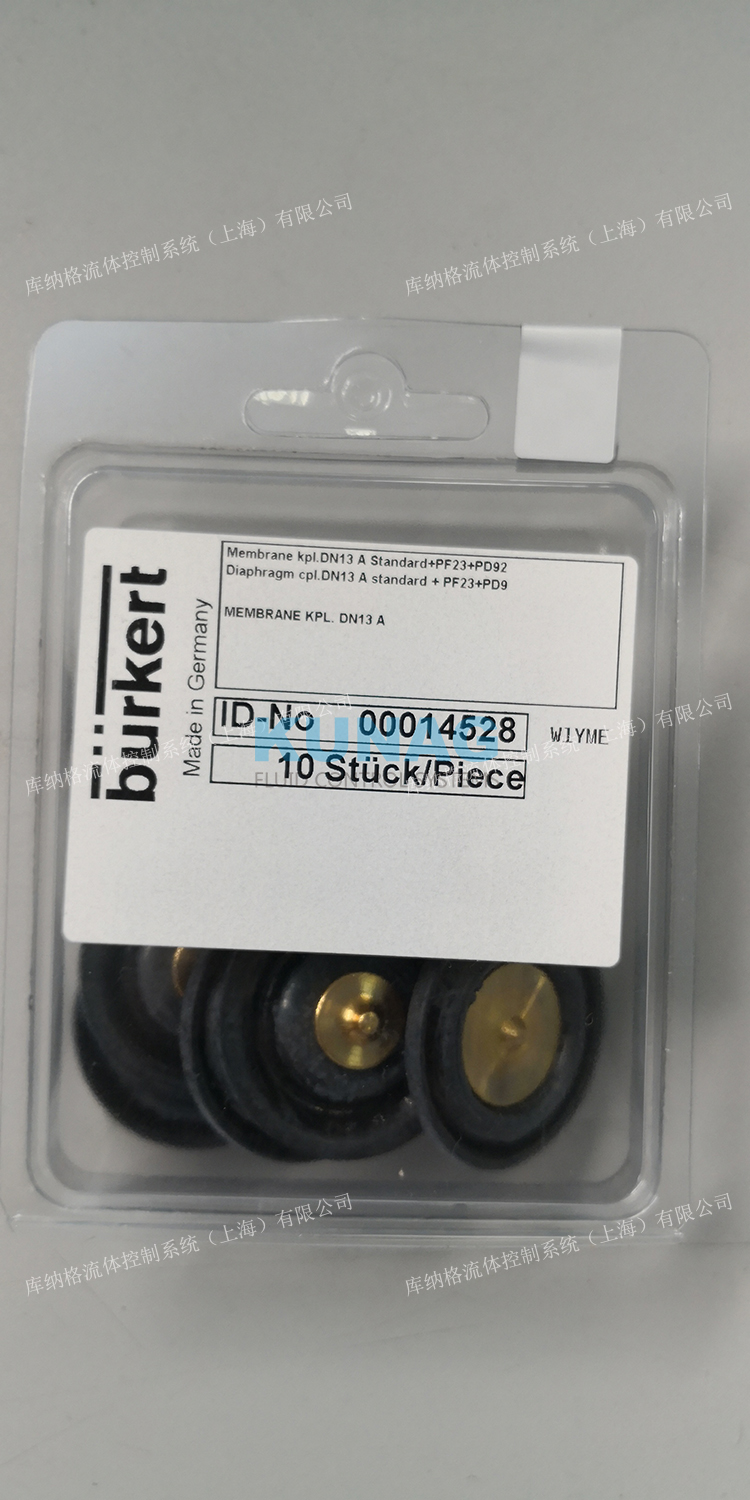 库纳格流体控制系统（上海）有限公司
库纳格流体控制系统（上海）有限公司
bürkert
Made in Germany
Membrane kpl.DN13 A Standard+PF23+PD92
Diaphragm cpl.DN13 A standard + PF23+PD9
MEMBRANE KPL. DN13 A
ID-No 00014528
W1YME
10 Stück/Piece
KUNAG
FLUID CONTROL SYSTEMS
库纳格流体控制系统（上海）有限公司
库纳格流体控制系统（上海）有限公司
库纳格流体控制系统（上海）有限公司
库纳格流体控制系统（上海）有限公司